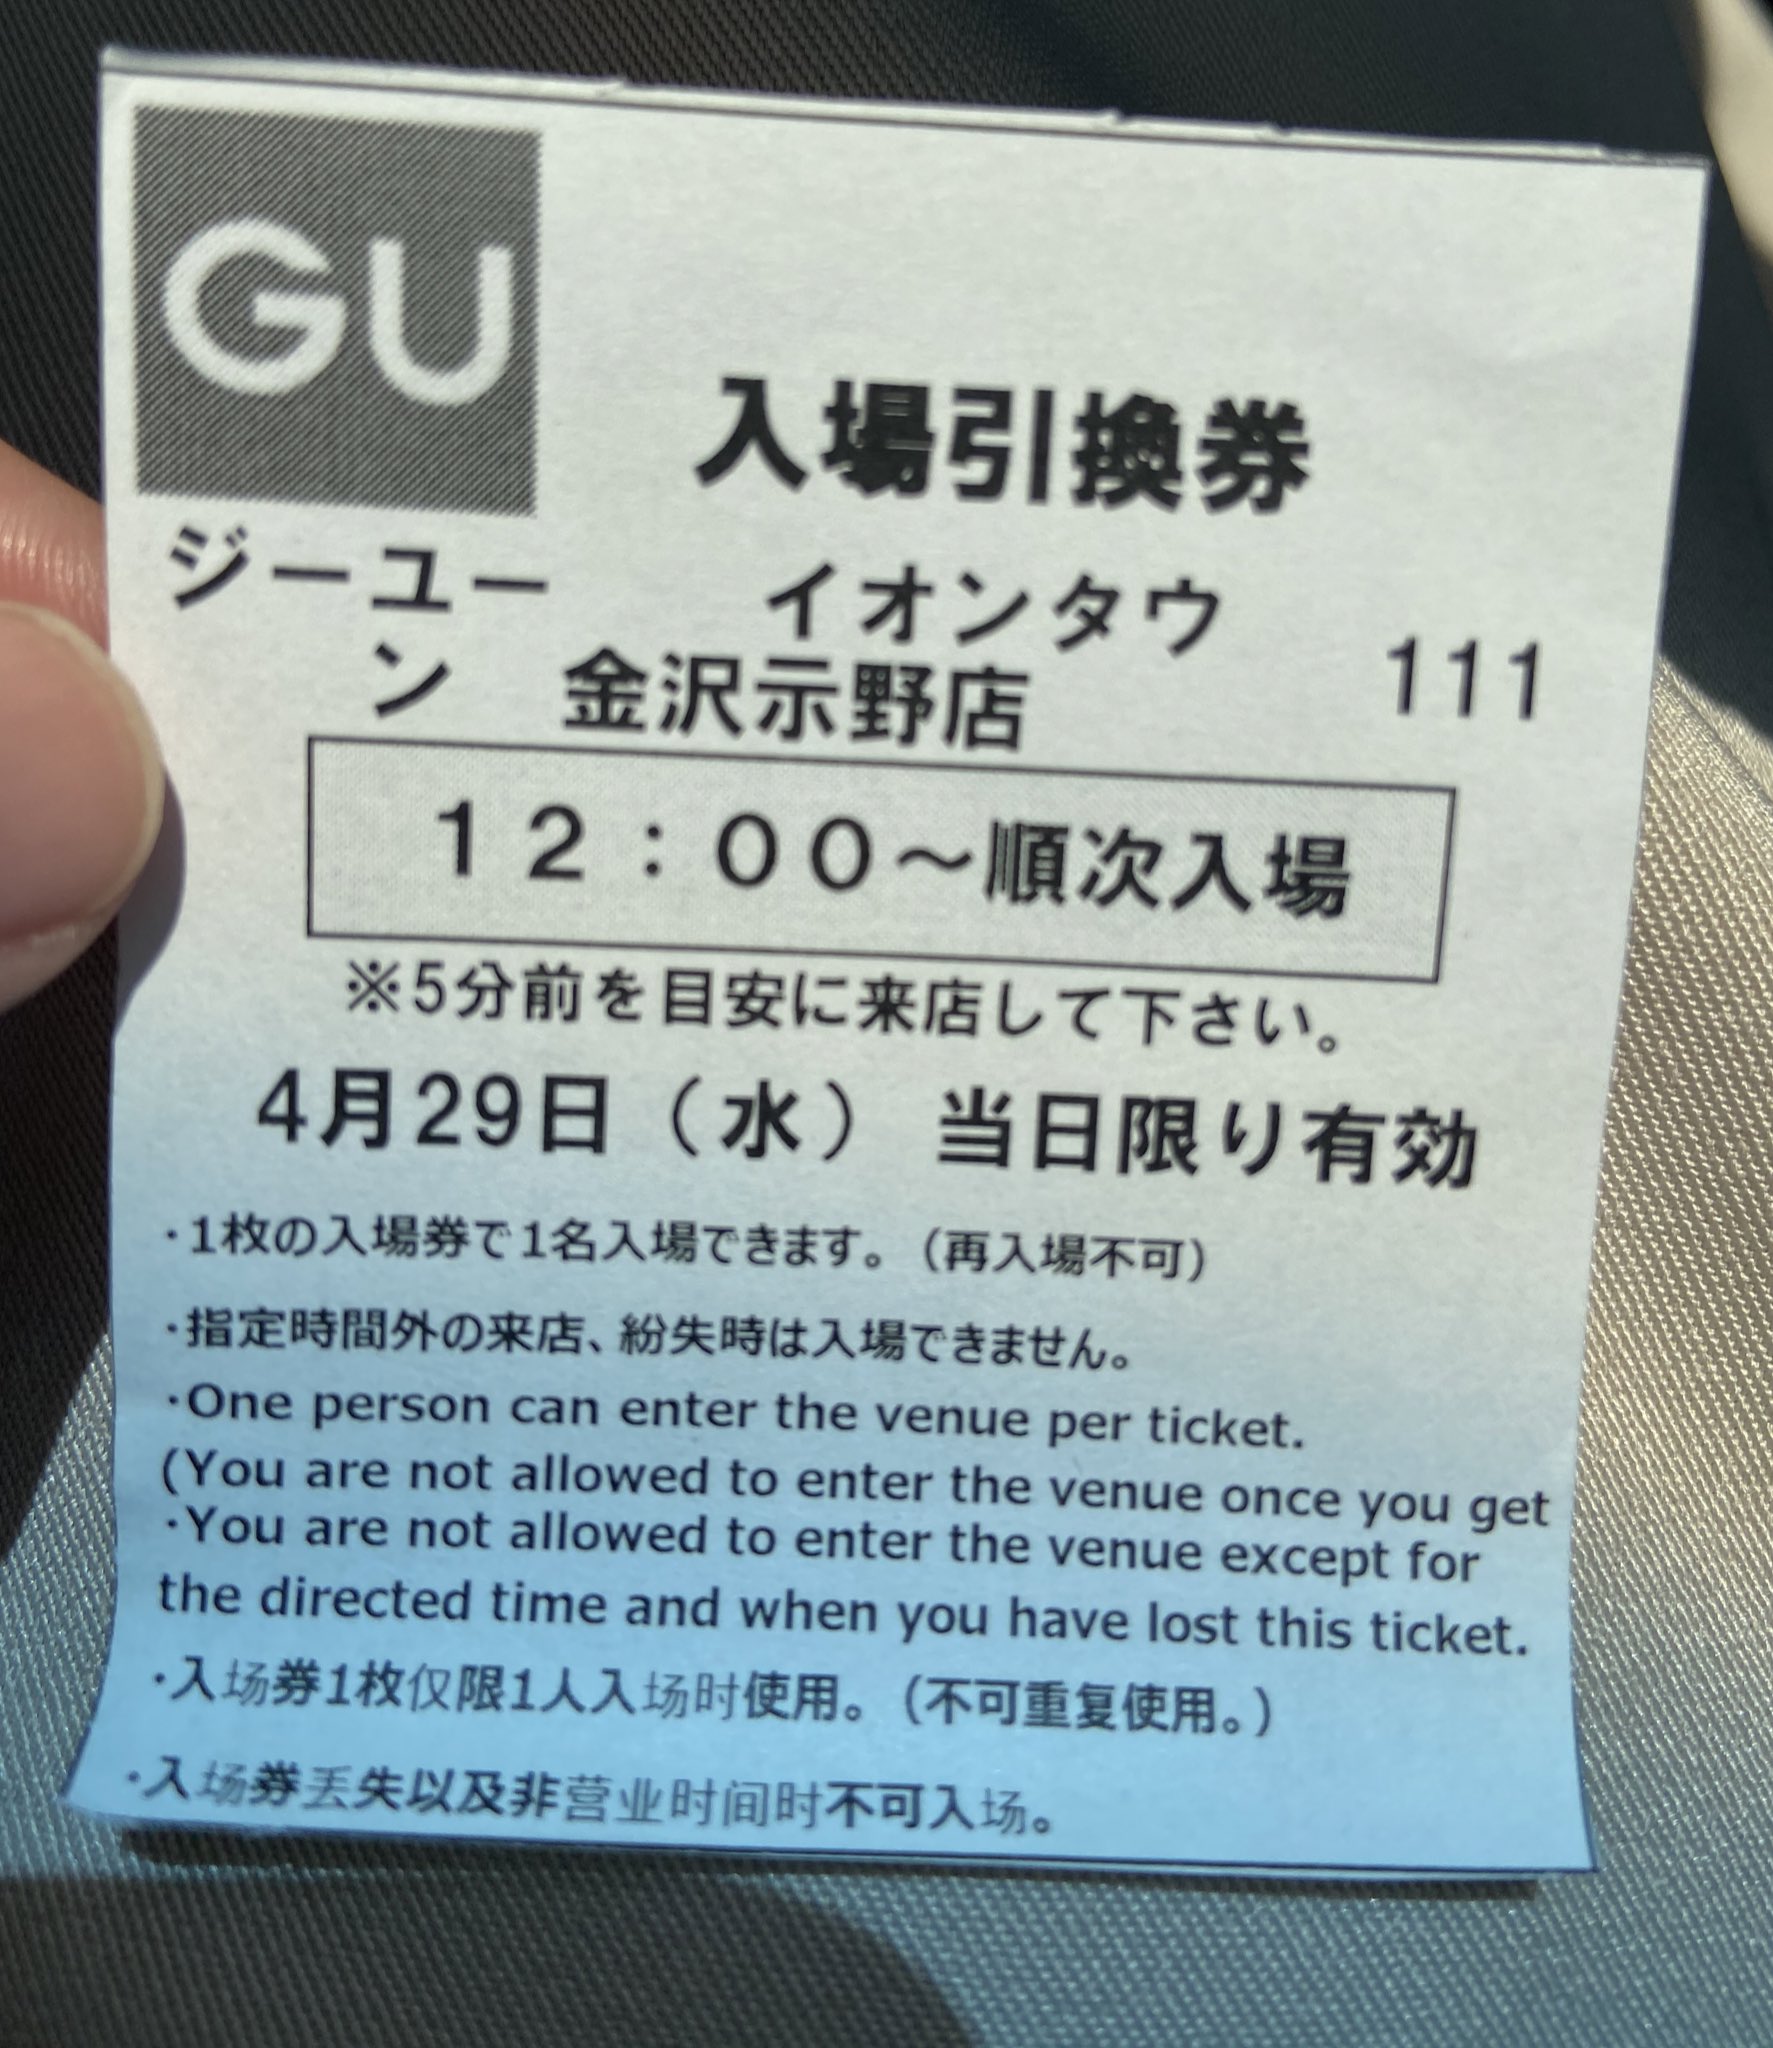 GU
入場引換券
ジーユー　イオンタウ
ン　金沢示野店
111
１２：００～順次入場
※5分前を目安に来店して下さい。
4月29日（水） 当日限り有効
・1枚の入場券で1名入場できます。（再入場不可）
・指定時間外の来店、紛失時は入場できません。
・One person can enter the venue per ticket.
(You are not allowed to enter the venue once you get
・You are not allowed to enter the venue except for
the directed time and when you have lost this ticket.
・入场券1枚仅限1人入场时使用。（不可重复使用。）
・入场券丢失以及非营业时间时不可入场。